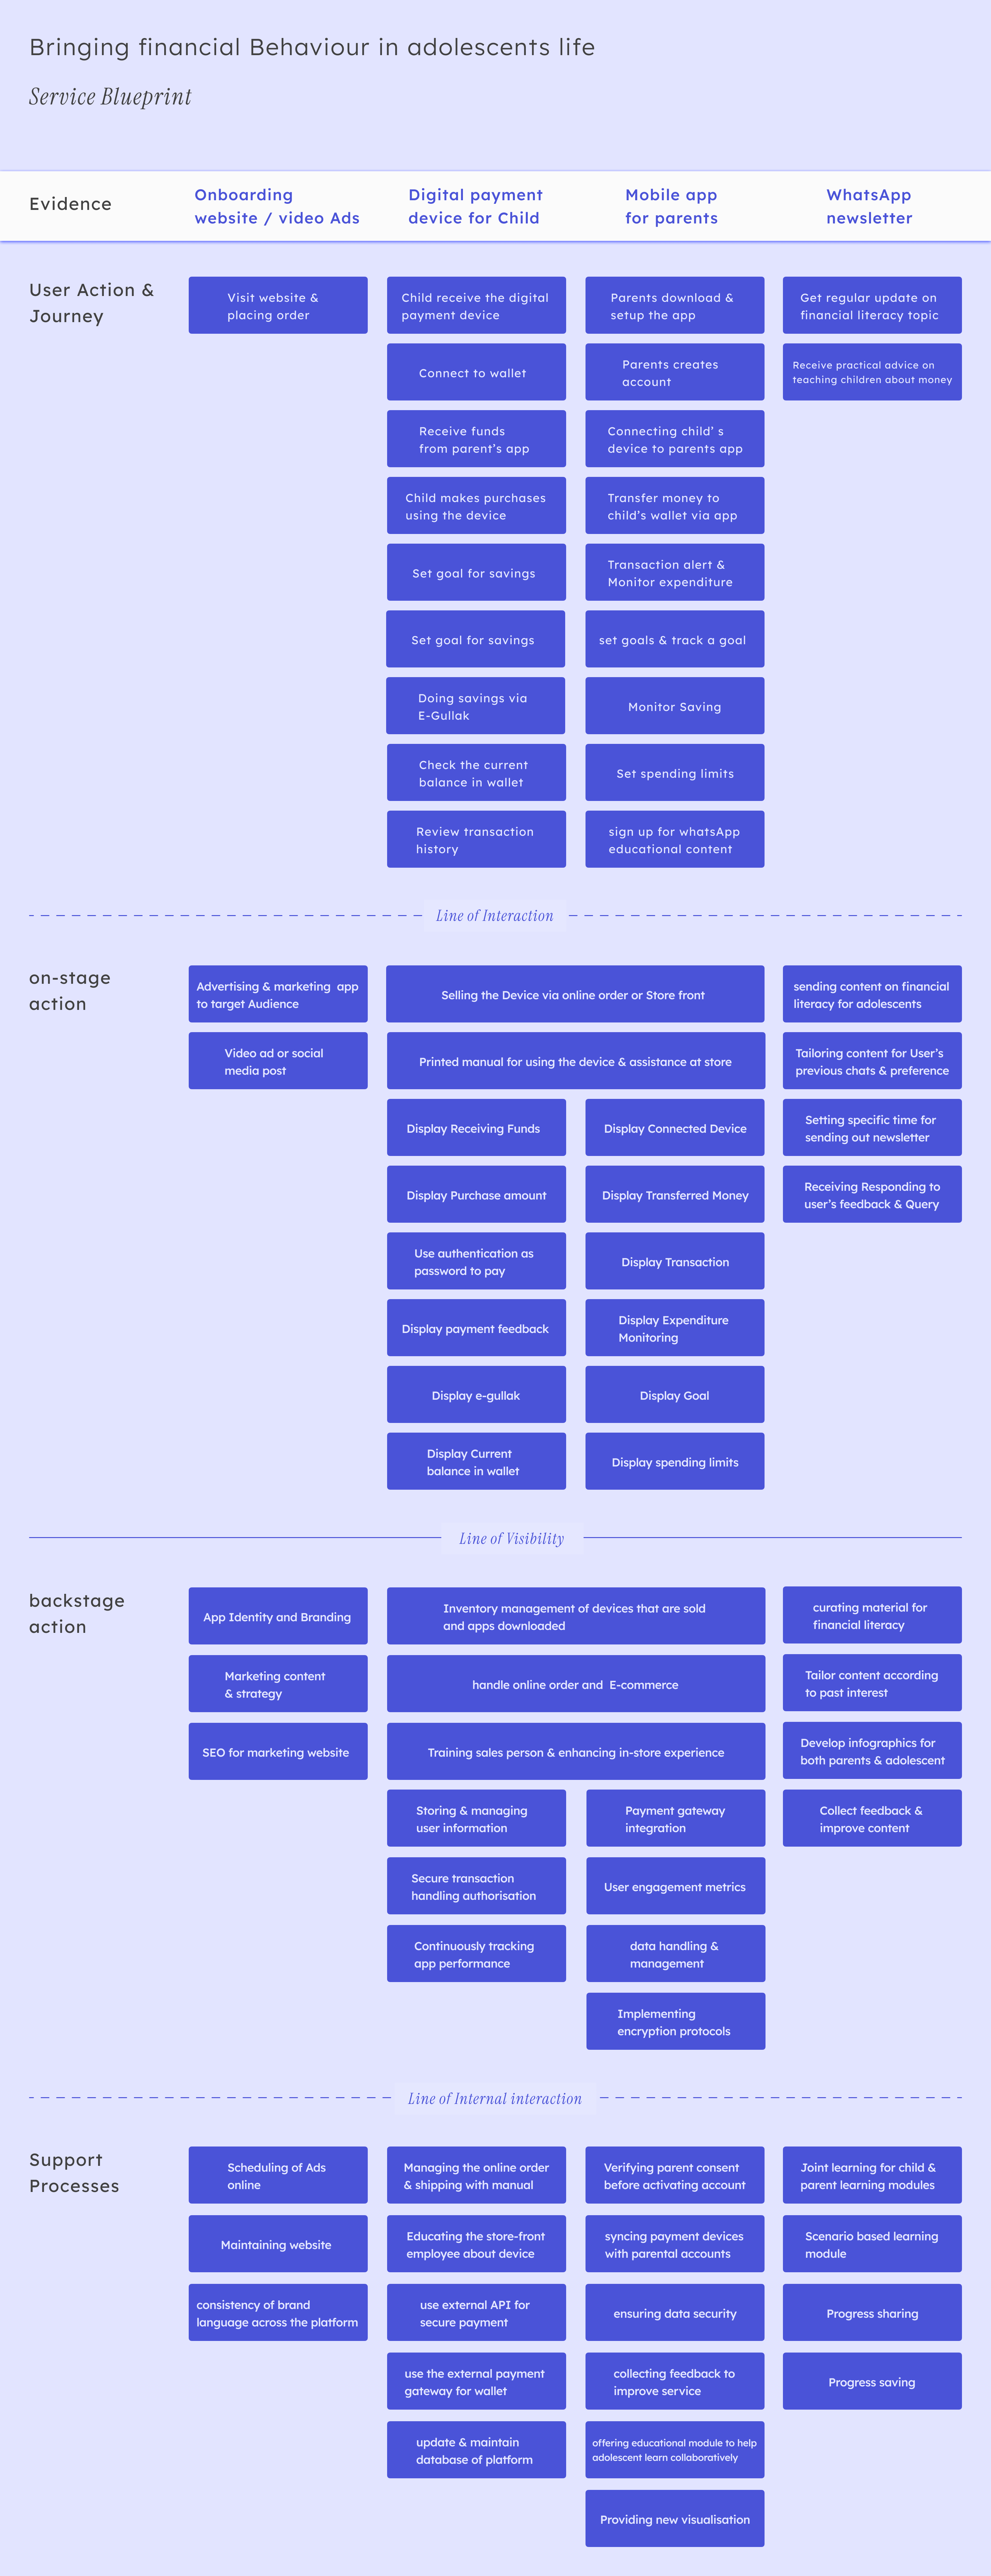 Bringing financial Behaviour in adolescents life
Service Blueprint
Evidence
Onboarding
website / video Ads
Digital payment
device for Child
Mobile app
for parents
WhatsApp
newsletter
User Action &
Journey
Visit website &
placing order
Child receive the digital
payment device
Connect to wallet
Receive funds
from parent's app
Child makes purchases
using the device
Set goal for savings
Set goal for savings
Doing savings via
E-Gullak
Check the current
balance in wallet
Review transaction
history
Parents download &
setup the app
Parents creates
account
Connecting child' s
device to parents app
Transfer money to
child's wallet via app
Transaction alert &
Monitor expenditure
set goals & track a goal
Monitor Saving
Set spending limits
sign up for whatsApp
educational content
Get regular update on
financial literacy topic
Receive practical advice on
teaching children about money
Line of Interaction
on-stage
action
Advertising & marketing  app
to target Audience
Video ad or social
media post
Selling the Device via online order or Store front
Printed manual for using the device & assistance at store
Display Receiving Funds
Display Purchase amount
Use authentication as
password to pay
Display payment feedback
Display e-gullak
Display Current
balance in wallet
Display Connected Device
Display Transferred Money
Display Transaction
Display Expenditure
Monitoring
Display Goal
Display spending limits
sending content on financial
literacy for adolescents
Tailoring content for User's
previous chats & preference
Setting specific time for
sending out newsletter
Receiving Responding to
user's feedback & Query
Line of Visibility
backstage
action
App Identity and Branding
Marketing content
& strategy
SEO for marketing website
Inventory management of devices that are sold
and apps downloaded
handle online order and  E-commerce
Training sales person & enhancing in-store experience
Storing & managing
user information
Secure transaction
handling authorisation
Continuously tracking
app performance
Payment gateway
integration
User engagement metrics
data handling &
management
Implementing
encryption protocols
curating material for
financial literacy
Tailor content according
to past interest
Develop infographics for
both parents & adolescent
Collect feedback &
improve content
Line of Internal interaction
Support
Processes
Scheduling of Ads
online
Maintaining website
consistency of brand
language across the platform
Managing the online order
& shipping with manual
Educating the store-front
employee about device
use external API for
secure payment
use the external payment
gateway for wallet
update & maintain
database of platform
Verifying parent consent
before activating account
syncing payment devices
with parental accounts
ensuring data security
collecting feedback to
improve service
offering educational module to help
adolescent learn collaboratively
Providing new visualisation
Joint learning for child &
parent learning modules
Scenario based learning
module
Progress sharing
Progress saving